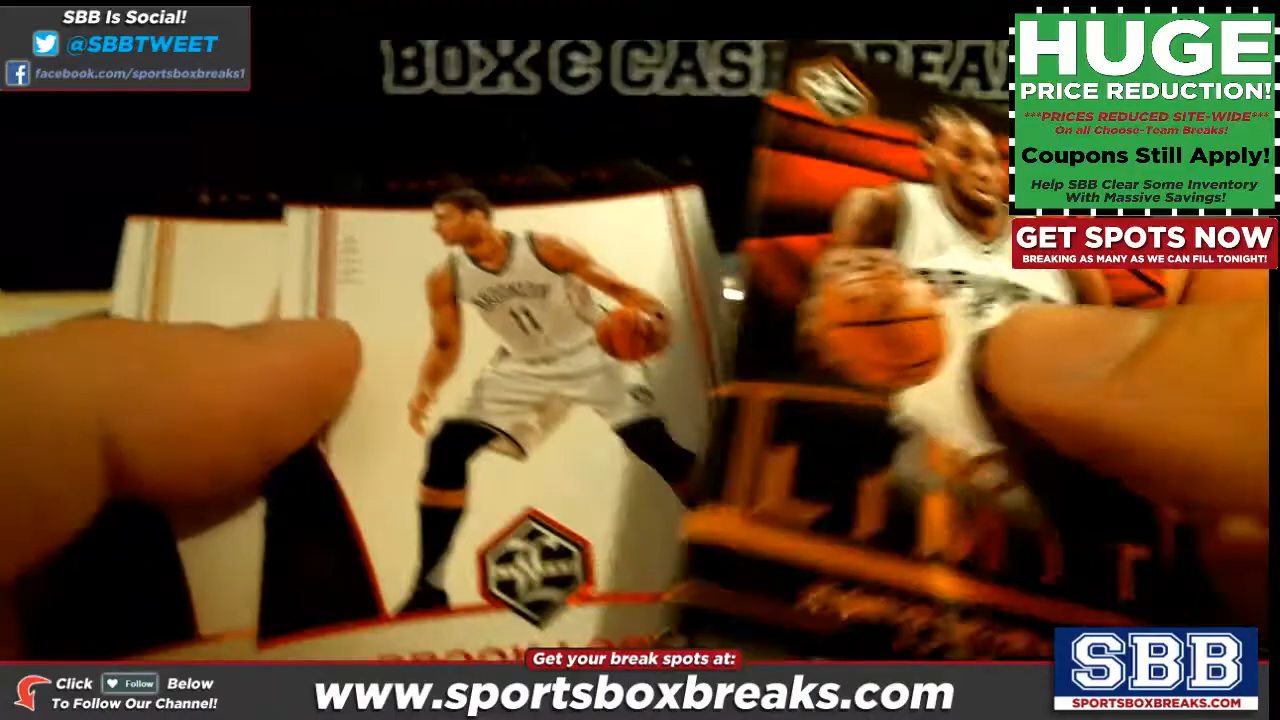 SBB Is Social!
@SBBTWEET
facebook.com/sportsboxbreaks1
BOX & CASE BREAK
HUGE
PRICE REDUCTION!
***PRICES REDUCED SITE-WIDE***
On all Choose-Team Breaks!
Coupons Still Apply!
Help SBB Clear Some Inventory
With Massive Savings!
GET SPOTS NOW
BREAKING AS MANY AS WE CAN FILL TONIGHT!
BROOKLYN
11
Get your break spots at:
Click Follow Below
To Follow Our Channel!
www.sportsboxbreaks.com
SBB
SPORTSBOXBREAKS.COM